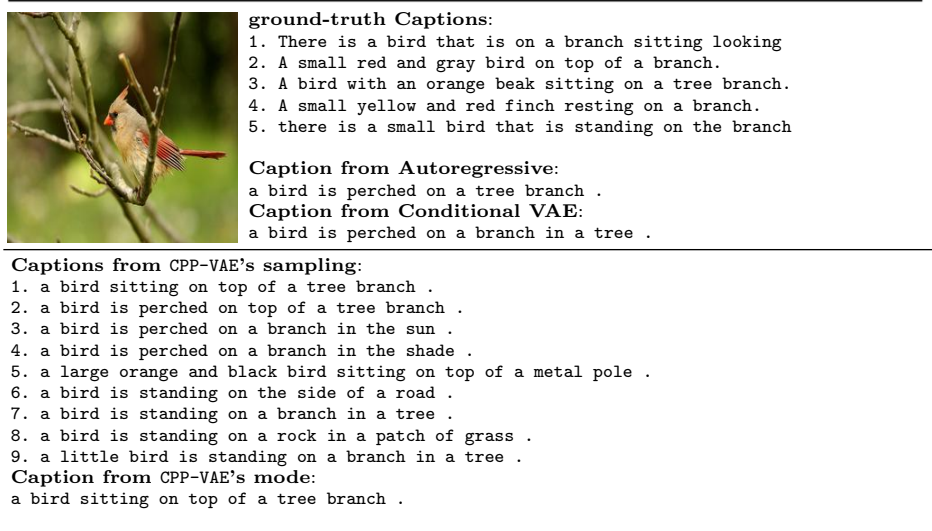 ground-truth Captions:
1. There is a bird that is on a branch sitting looking
2. A small red and gray bird on top of a branch.
3. A bird with an orange beak sitting on a tree branch.
4. A small yellow and red finch resting on a branch.
5. there is a small bird that is standing on the branch
Caption from Autoregressive:
a bird is perched on a tree branch .
Caption from Conditional VAE:
a bird is perched on a branch in a tree .
Captions from CPP-VAE's sampling:
1. a bird sitting on top of a tree branch .
2. a bird is perched on top of a tree branch .
3. a bird is perched on a branch in the sun .
4. a bird is perched on a branch in the shade .
5. a large orange and black bird sitting on top of a metal pole .
6. a bird is standing on the side of a road .
7. a bird is standing on a branch in a tree .
8. a bird is standing on a rock in a patch of grass .
9. a little bird is standing on a branch in a tree .
Caption from CPP-VAE's mode:
a bird sitting on top of a tree branch .